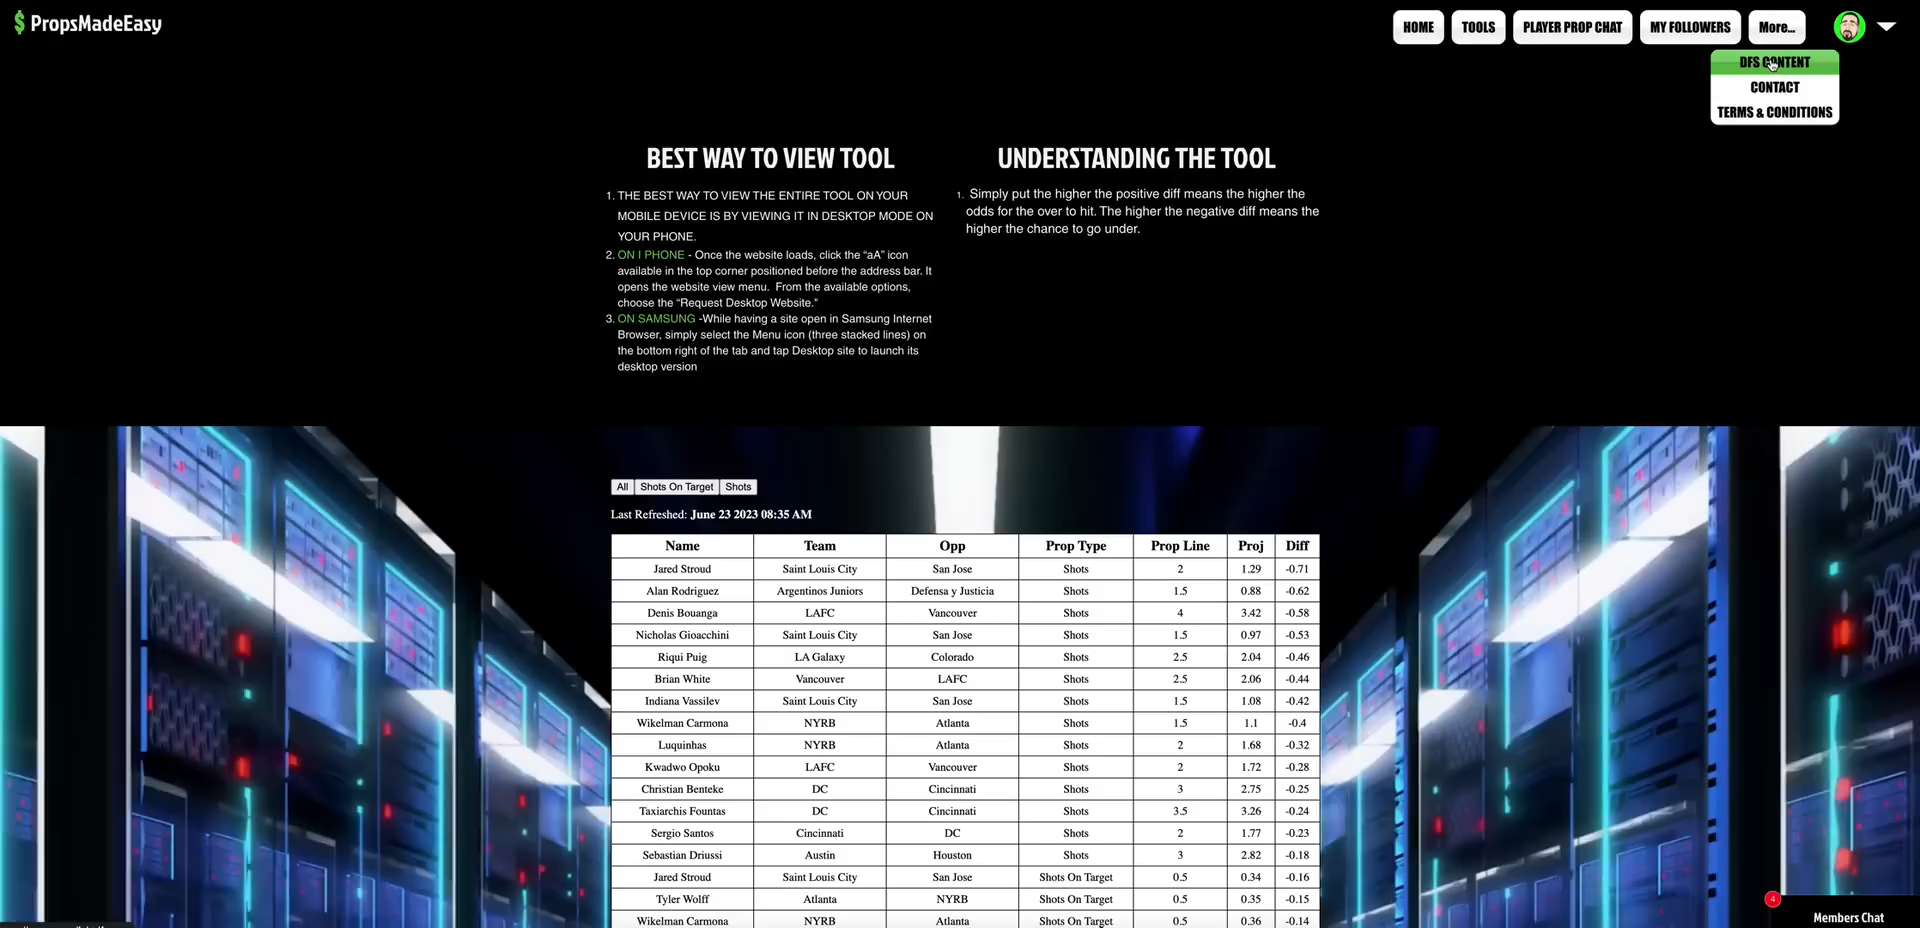 $ PropsMadeEasy
HOME
TOOLS
PLAYER PROP CHAT
MY FOLLOWERS
More...
DFS CONTENT
CONTACT
TERMS & CONDITIONS
BEST WAY TO VIEW TOOL
1. THE BEST WAY TO VIEW THE ENTIRE TOOL ON YOUR
MOBILE DEVICE IS BY VIEWING IT IN DESKTOP MODE ON
YOUR PHONE.
2. ON I PHONE - Once the website loads, click the “aA” icon
available in the top corner positioned before the address bar. It
opens the website view menu. From the available options,
choose the “Request Desktop Website."
3. ON SAMSUNG -While having a site open in Samsung Internet
Browser, simply select the Menu icon (three stacked lines) on
the bottom right of the tab and tap Desktop site to launch its
desktop version
UNDERSTANDING THE TOOL
1. Simply put the higher the positive diff means the higher the
odds for the over to hit. The higher the negative diff means the
higher the chance to go under.
All Shots On Target Shots
Last Refreshed: June 23 2023 08:35 AM
Name Team Opp Prop Type Prop Line Proj Diff
Jared Stroud Saint Louis City San Jose Shots 2 1.29 -0.71
Alan Rodriguez Argentinos Juniors Defensa y Justicia Shots 1.5 0.88 -0.62
Denis Bouanga LAFC Vancouver Shots 4 3.42 -0.58
Nicholas Gioacchini Saint Louis City San Jose Shots 1.5 0.97 -0.53
Riqui Puig LA Galaxy Colorado Shots 2.5 2.04 -0.46
Brian White Vancouver LAFC Shots 2.5 2.06 -0.44
Indiana Vassilev Saint Louis City San Jose Shots 1.5 1.08 -0.42
Wikelman Carmona NYRB Atlanta Shots 1.5 1.1 -0.4
Luquinhas NYRB Atlanta Shots 2 1.68 -0.32
Kwadwo Opoku LAFC Vancouver Shots 2 1.72 -0.28
Christian Benteke DC Cincinnati Shots 3 2.75 -0.25
Taxiarchis Fountas DC Cincinnati Shots 3.5 3.26 -0.24
Sergio Santos Cincinnati DC Shots 2 1.77 -0.23
Sebastian Driussi Austin Houston Shots 3 2.82 -0.18
Jared Stroud Saint Louis City San Jose Shots On Target 0.5 0.34 -0.16
Tyler Wolff Atlanta NYRB Shots On Target 0.5 0.35 -0.15
Wikelman Carmona NYRB Atlanta Shots On Target 0.5 0.36 -0.14
4
Members Chat